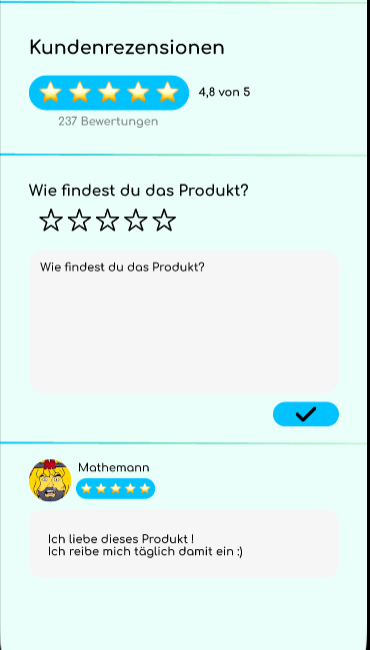 Kundenrezensionen
4,8 von 5
237 Bewertungen
Wie findest du das Produkt?
Wie findest du das Produkt?
Mathemann
Ich liebe dieses Produkt !
Ich reibe mich täglich damit ein :)